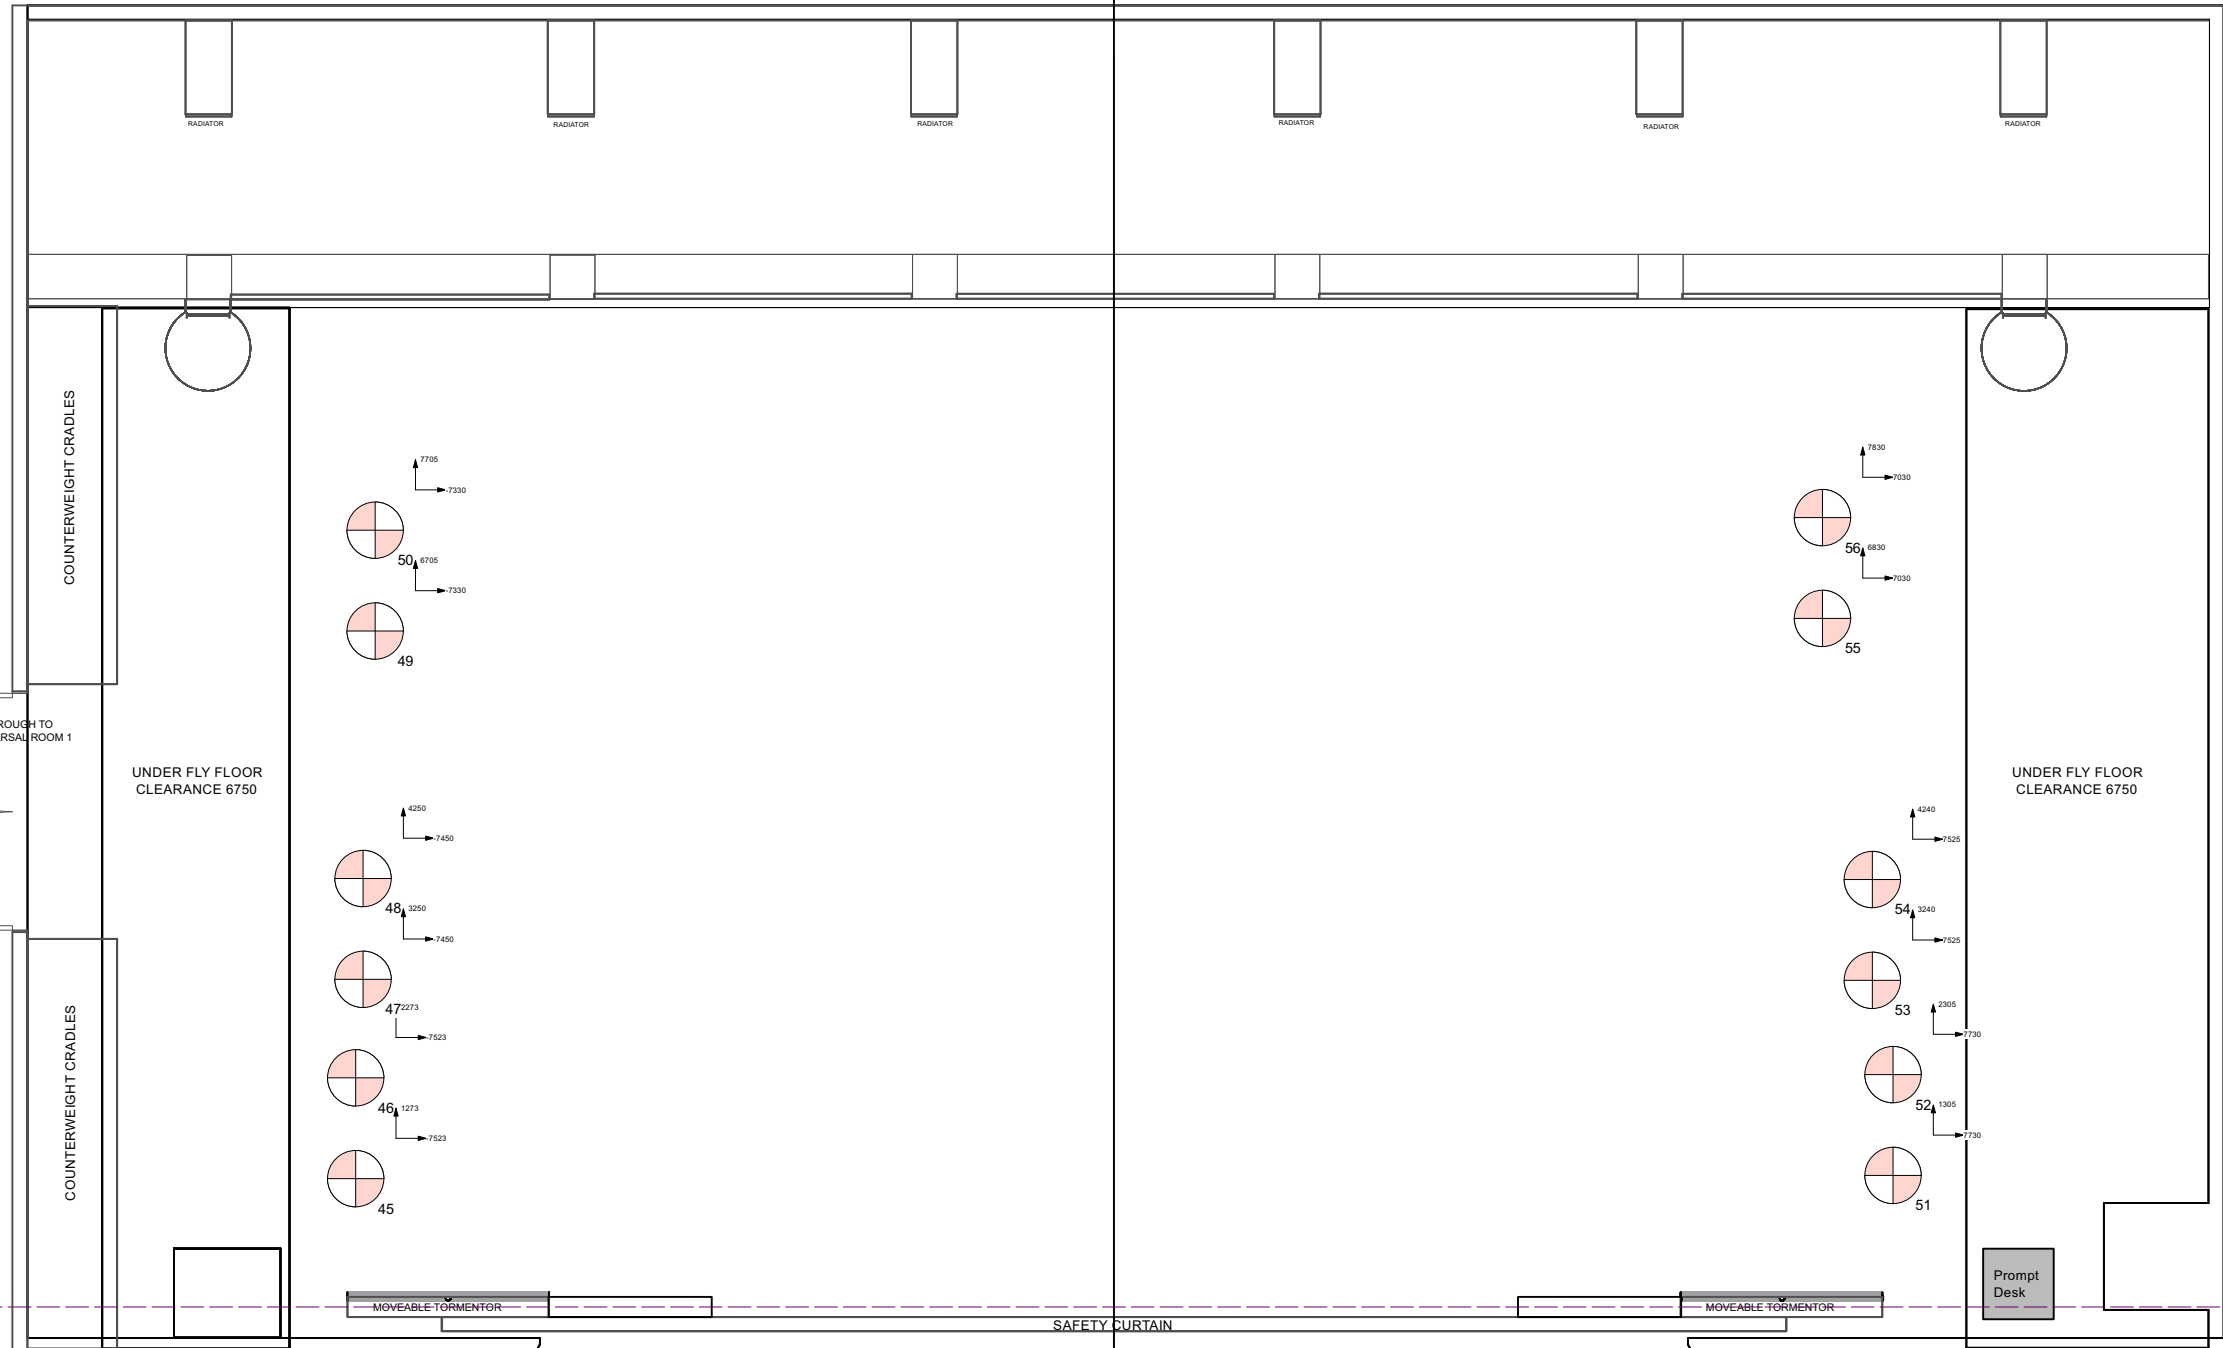 RADIATOR
RADIATOR
RADIATOR
RADIATOR
RADIATOR
RADIATOR
COUNTERWEIGHT CRADLES
7705
-7330
50
6705
-7330
49
7830
7030
56
6830
7030
55
ROUGH TO
RSAL ROOM 1
UNDER FLY FLOOR
CLEARANCE 6750
UNDER FLY FLOOR
CLEARANCE 6750
4250
-7450
48
3250
-7450
47
2273
-7523
46
1273
-7523
45
4240
7525
54
3240
7525
53
2305
7730
52
1305
7730
51
COUNTERWEIGHT CRADLES
Prompt
Desk
MOVEABLE TORMENTOR
MOVEABLE TORMENTOR
SAFETY CURTAIN